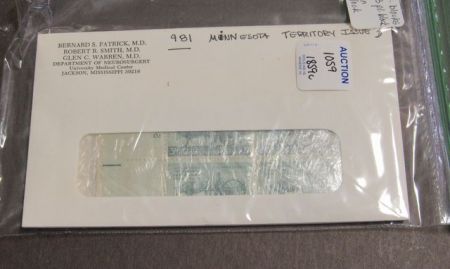 BERNARD S. PATRICK, M.D.
ROBERT R. SMITH, M.D.
GLEN C. WARREN, M.D.
DEPARTMENT OF NEUROSURGERY
University Medical Center
JACKSON, MISSISSIPPI 39216
981 MINNESOTA TERRITORY ISSUE
AUCTION
1059
1859c